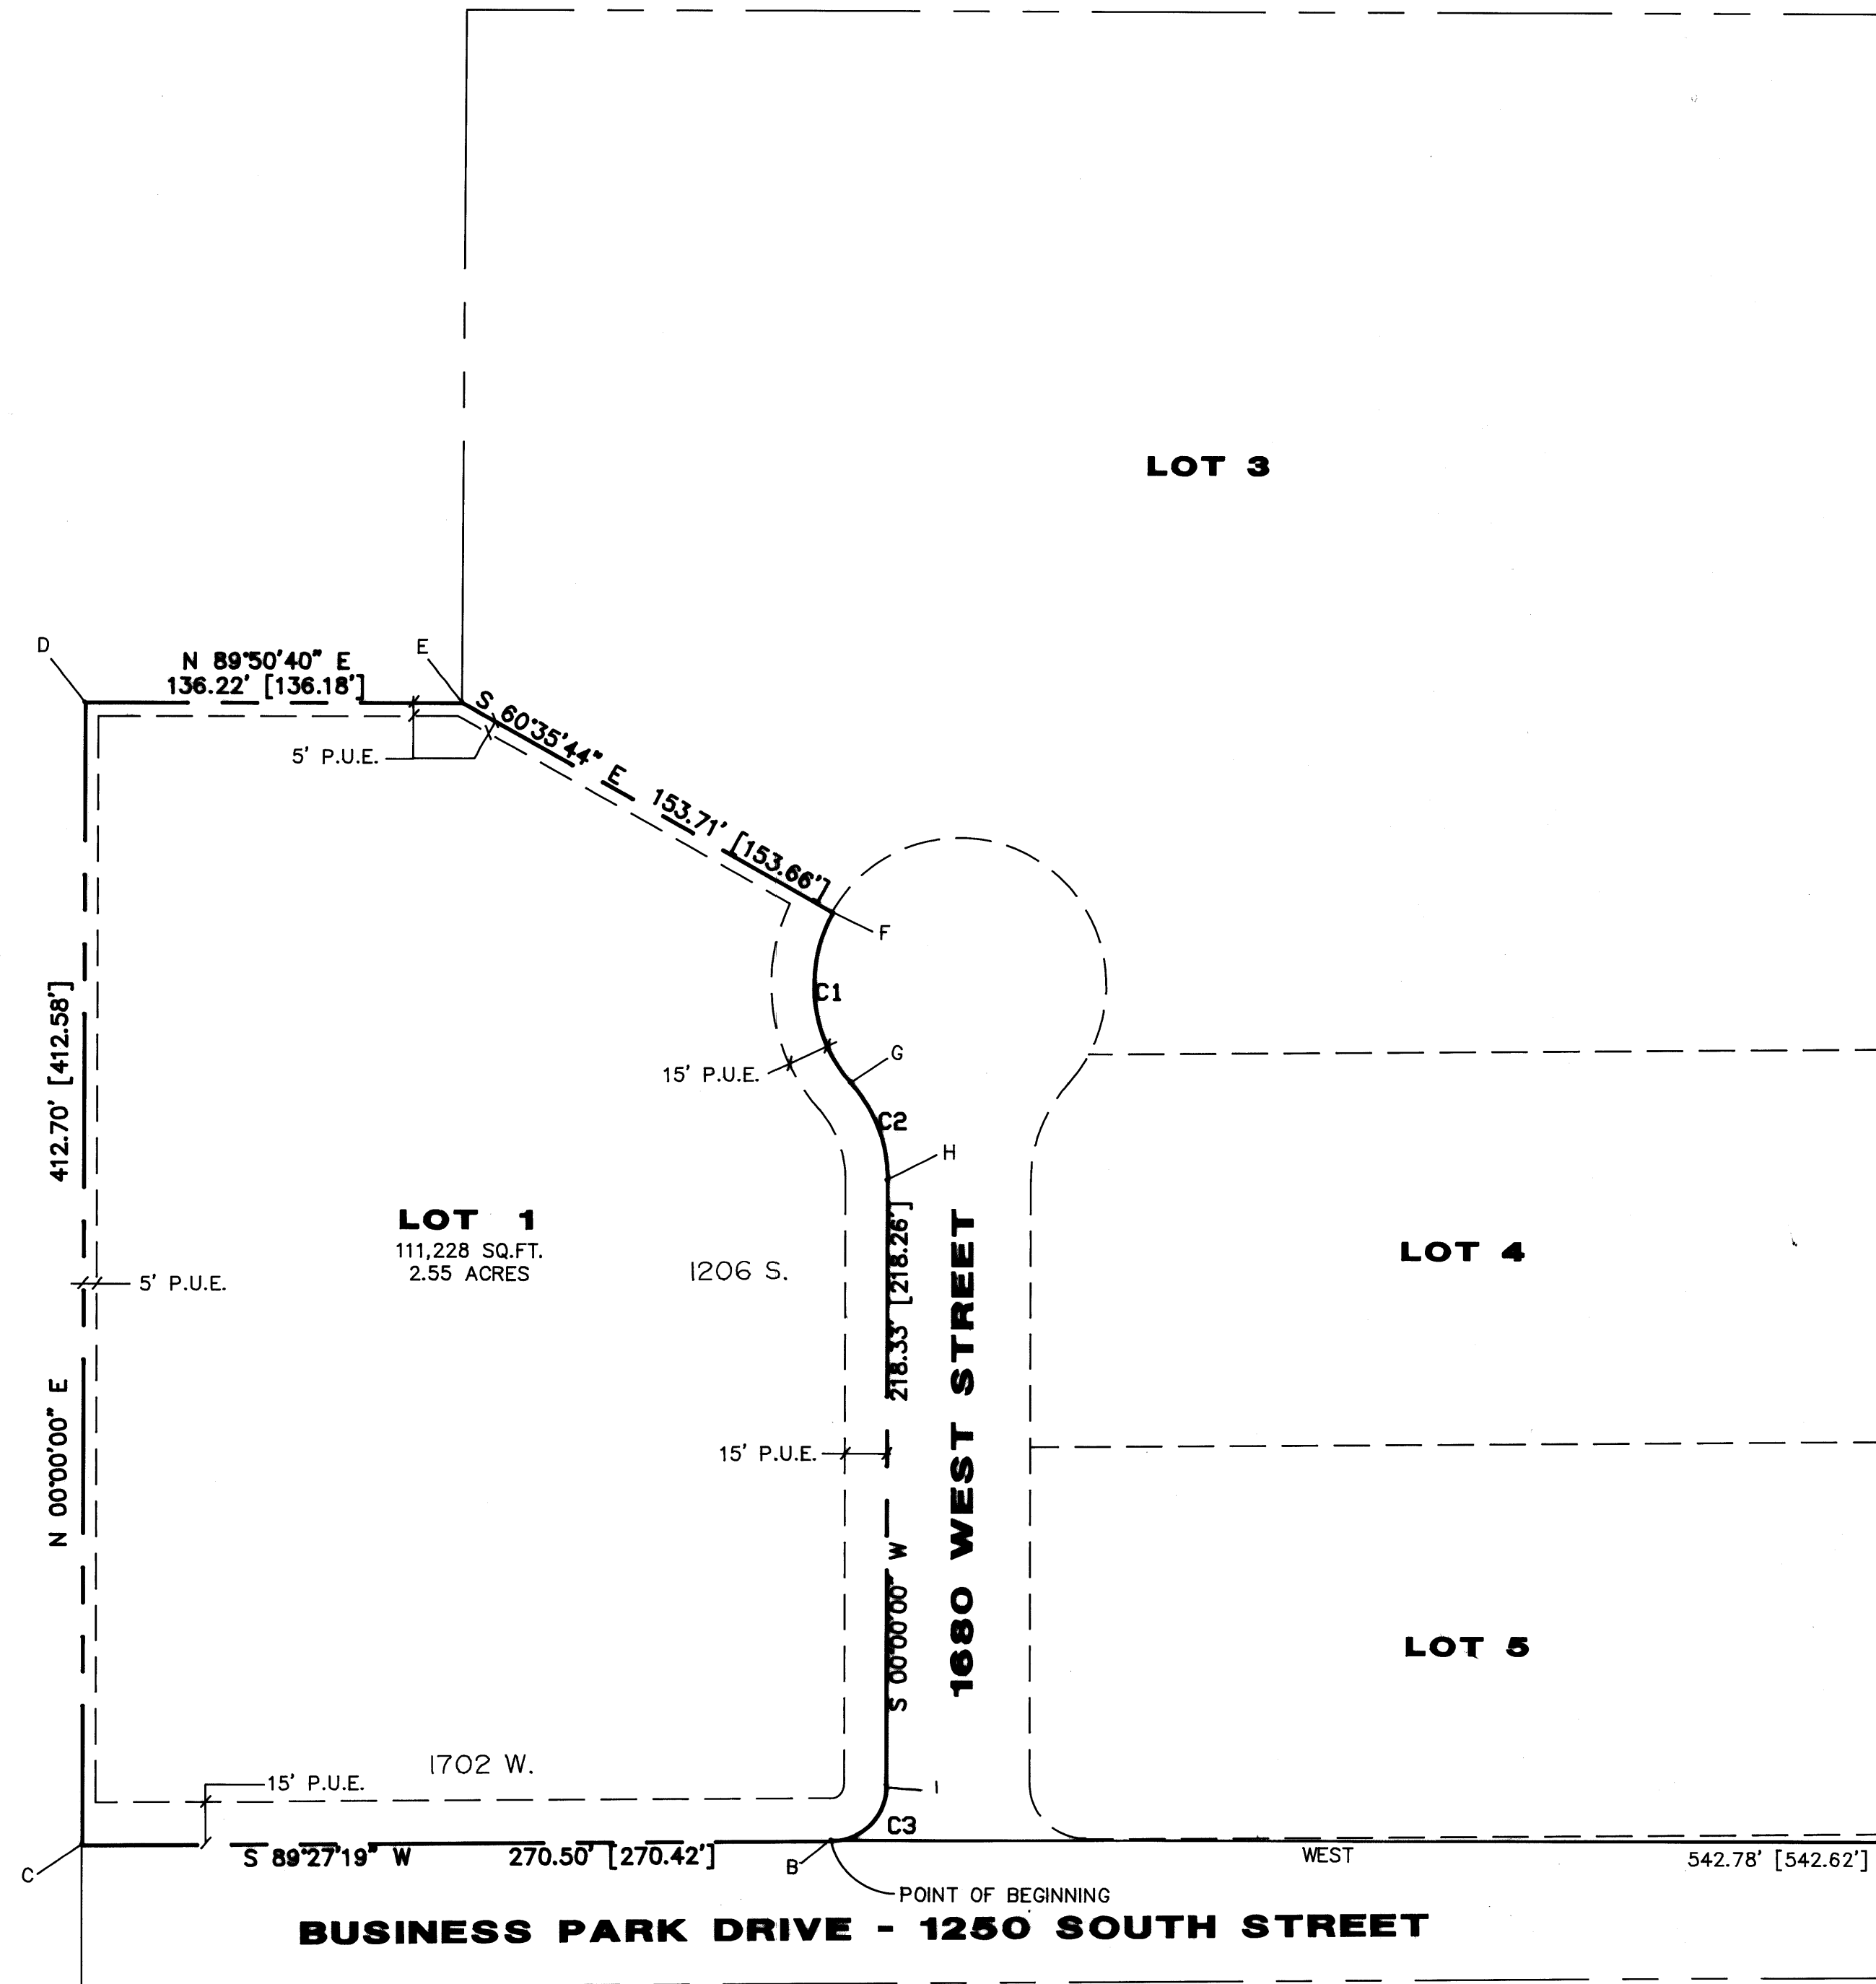 LOT 3
D
N 89°50'40" E
136.22' [136.18']
E
S 60°35'44" E 153.71' [153.66']
5' P.U.E.
F
C1
G
15' P.U.E.
C2
H
412.70' [412.58']
N 00°00'00" E
LOT 1
111,228 SQ.FT.
2.55 ACRES
1206 S.
5' P.U.E.
218.33' [218.26']
S 00°00'00" W
1680 WEST STREET
LOT 4
15' P.U.E.
LOT 5
1702 W.
15' P.U.E.
I
C3
C
S 89°27'19" W 270.50' [270.42']
B
WEST
542.78' [542.62']
POINT OF BEGINNING
BUSINESS PARK DRIVE - 1250 SOUTH STREET